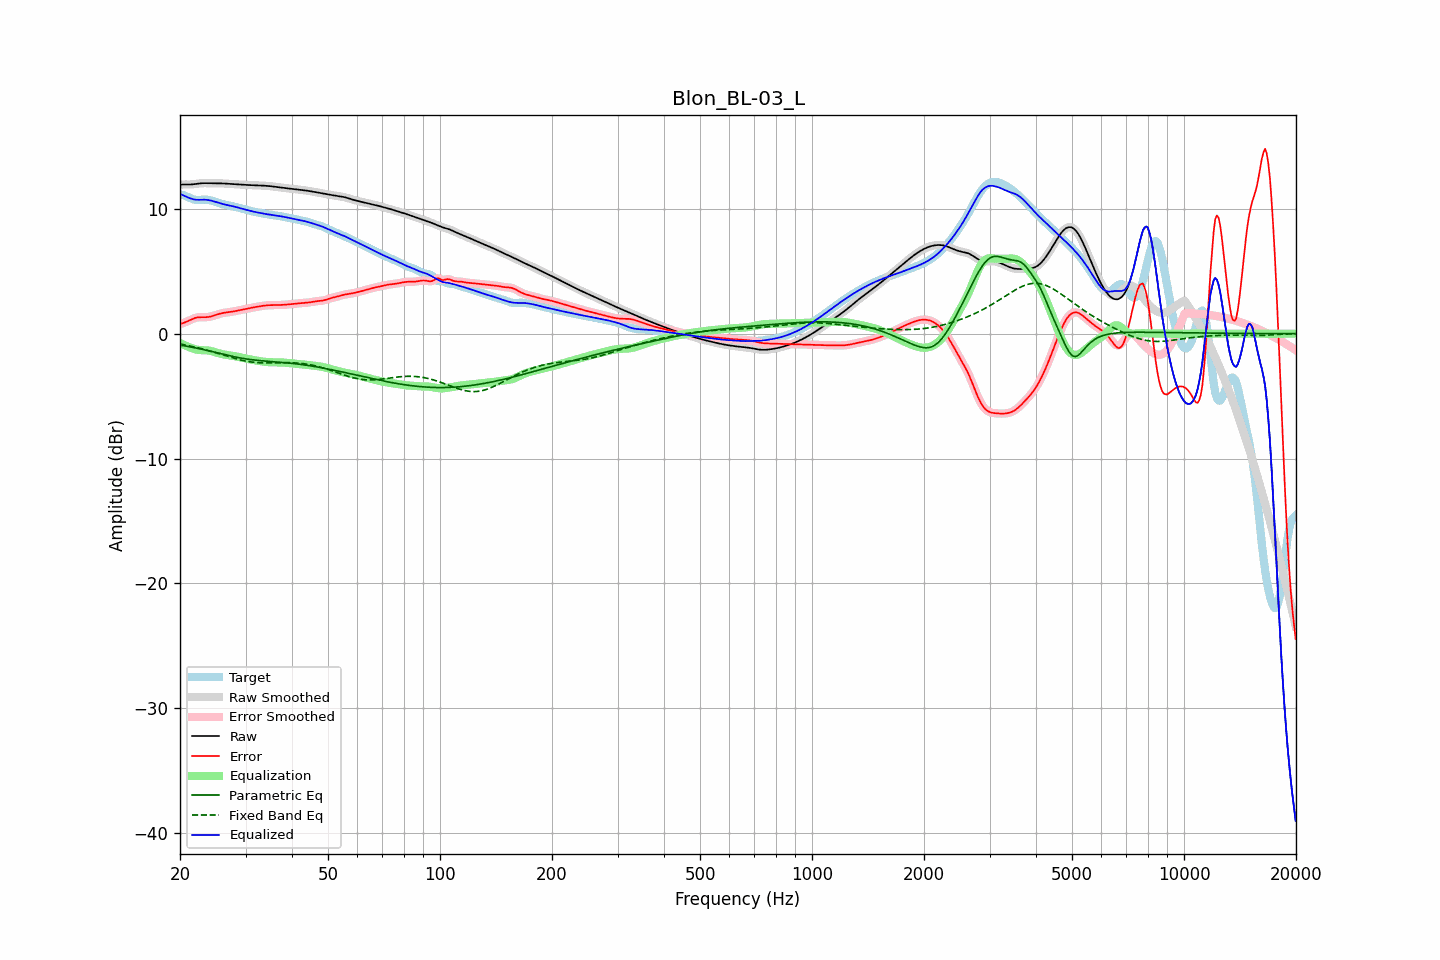 Blon_BL-03_L
10
0
−10
−20
−30
−40
Amplitude (dBr)
Target
Raw Smoothed
Error Smoothed
Raw
Error
Equalization
Parametric Eq
Fixed Band Eq
Equalized
20 50 100 200 500 1000 2000 5000 10000 20000
Frequency (Hz)